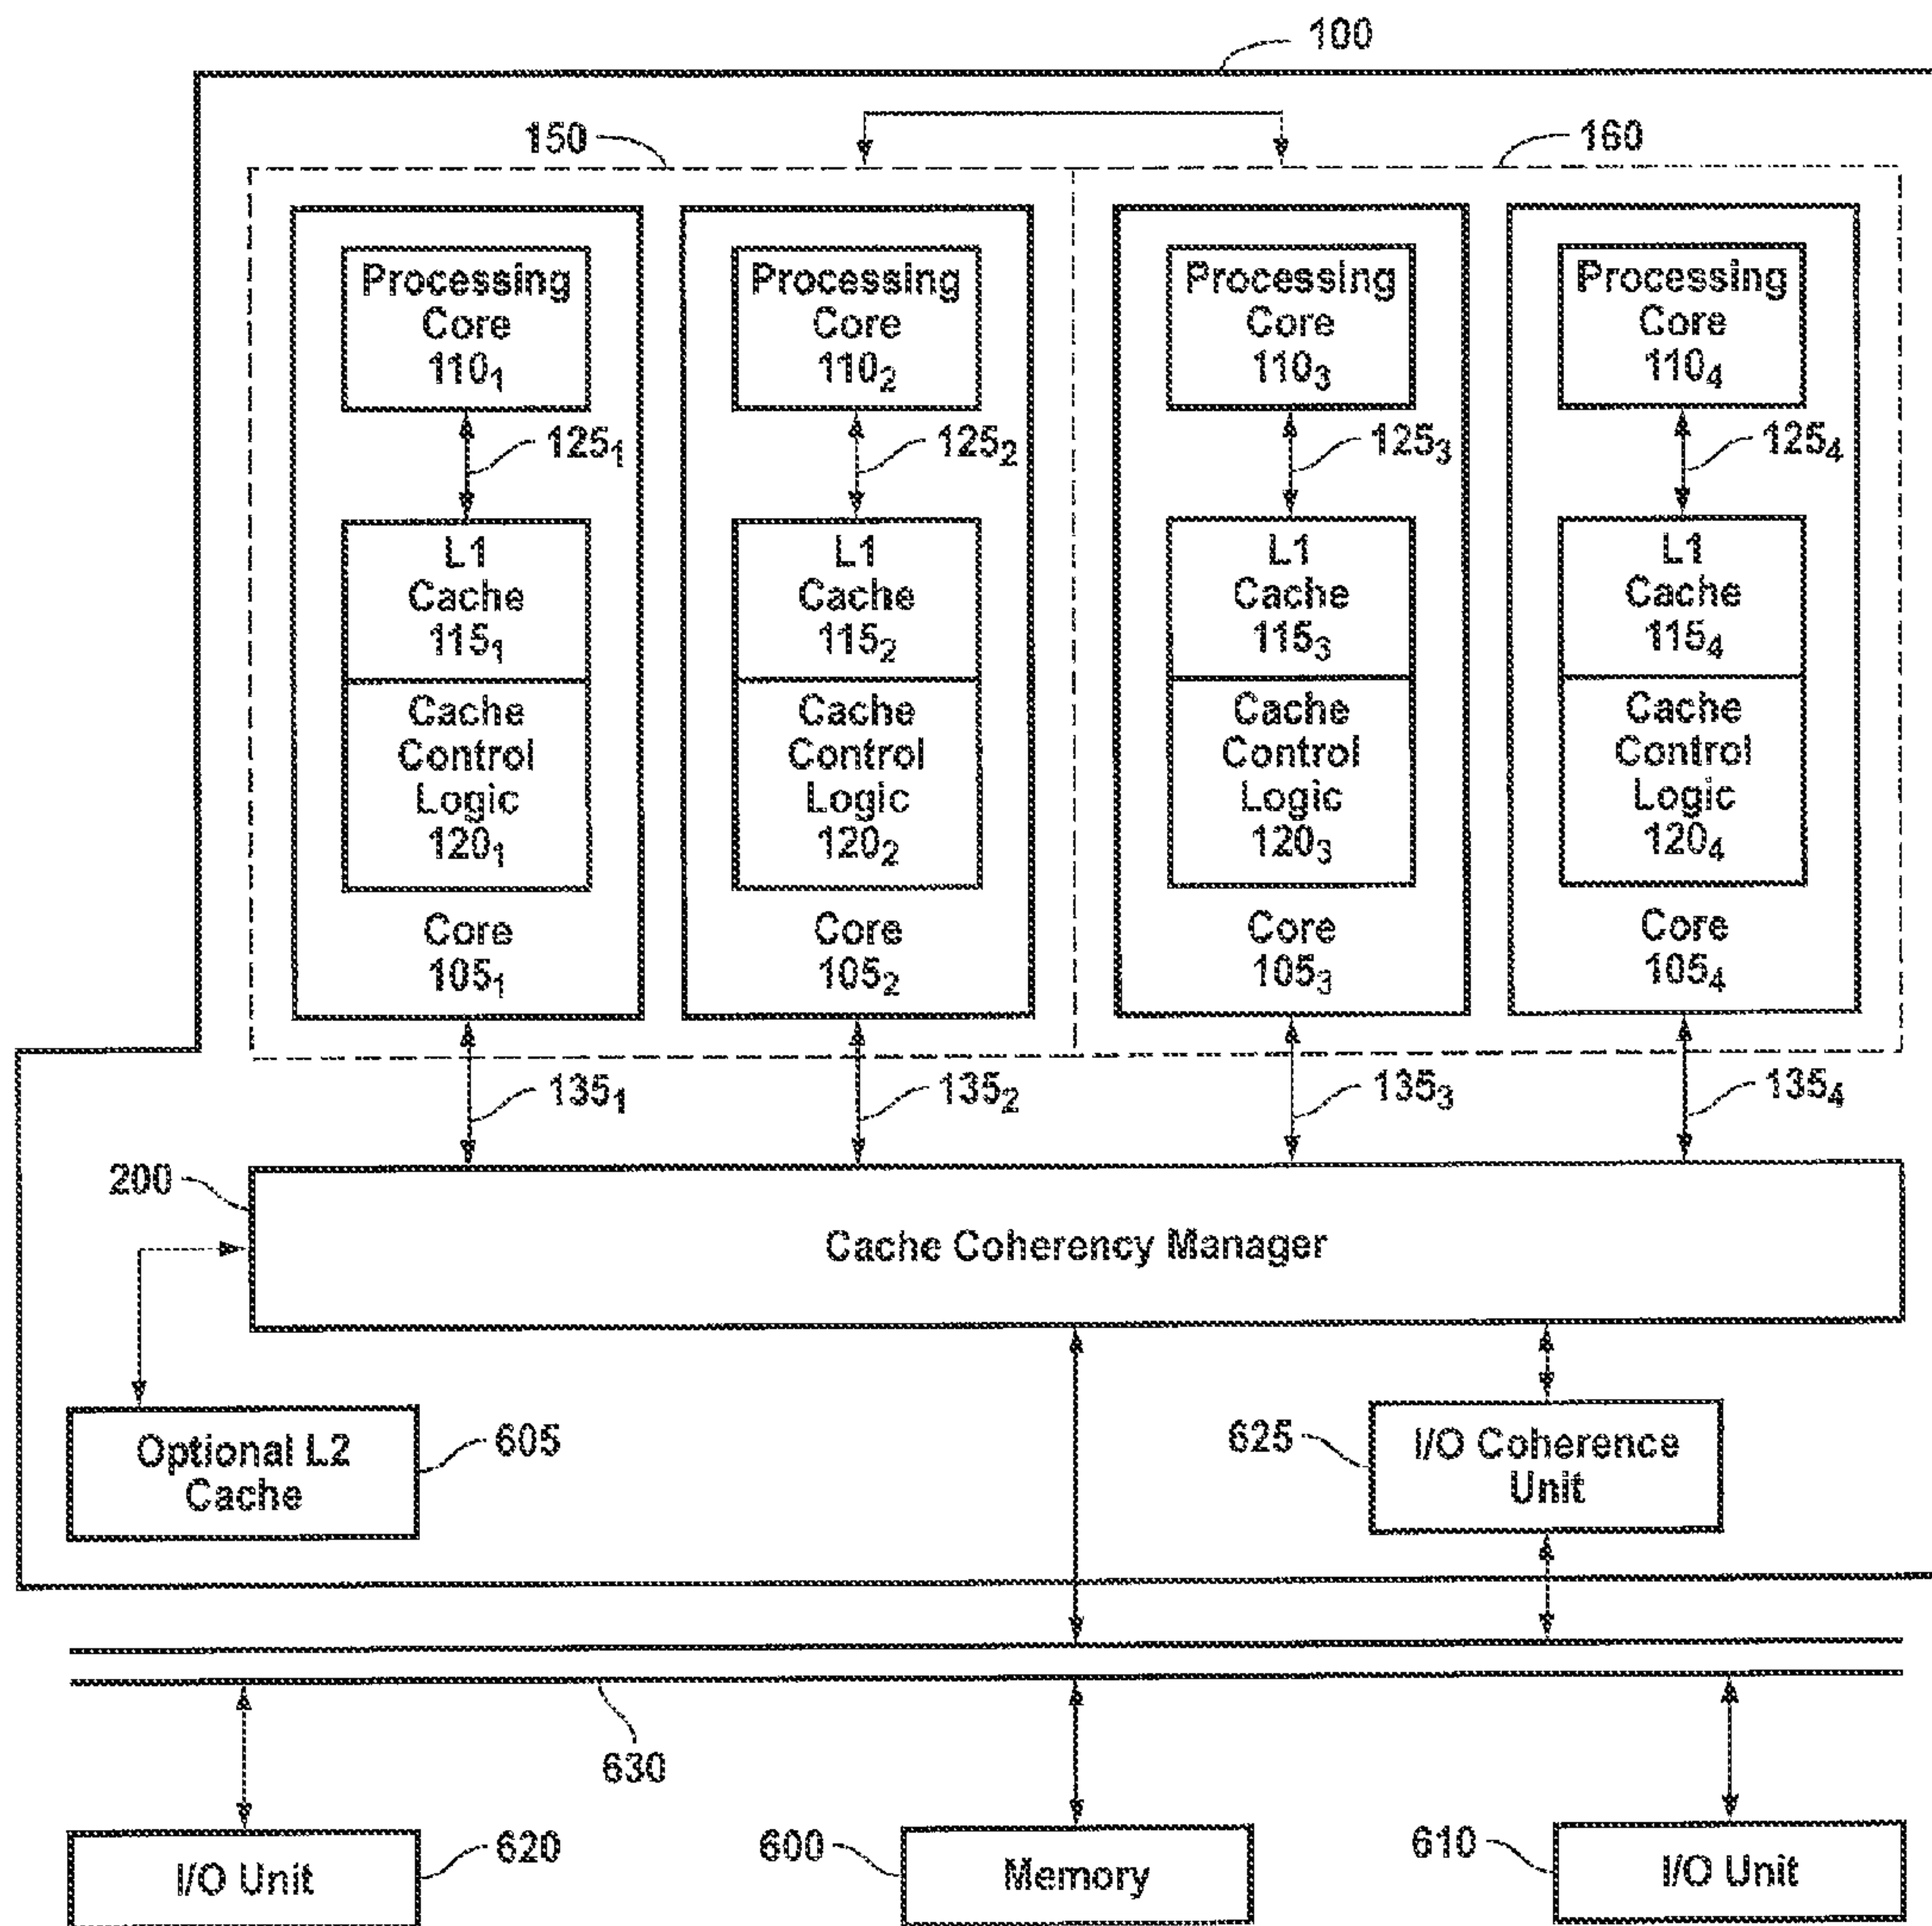 100
150
160
Processing
Core
110₁
Processing
Core
110₂
Processing
Core
110₃
Processing
Core
110₄
125₁
125₂
125₃
125₄
L1
Cache
115₁
L1
Cache
115₂
L1
Cache
115₃
L1
Cache
115₄
Cache
Control
Logic
120₁
Cache
Control
Logic
120₂
Cache
Control
Logic
120₃
Cache
Control
Logic
120₄
Core
105₁
Core
105₂
Core
105₃
Core
105₄
135₁
135₂
135₃
135₄
200
Cache Coherency Manager
Optional L2
Cache
605
625
I/O Coherence
Unit
630
I/O Unit
620
600
Memory
610
I/O Unit